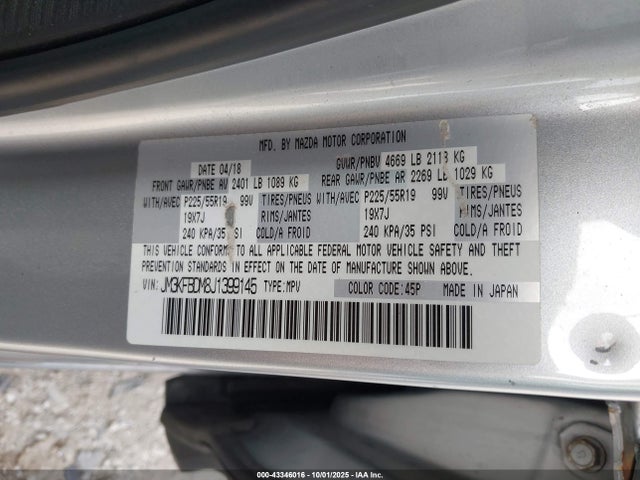 MFD. BY MAZDA MOTOR CORPORATION
DATE 04/18 GVWR/PNBV 4669 LB 2118 KG
FRONT GAWR/PNBE AV 2401 LB 1089 KG REAR GAWR/PNBE AR 2269 LB 1029 KG
WITH/AVEC P225/55R19 99V TIRES/PNEUS WITH/AVEC P225/55R19 99V TIRES/PNEUS
19X7J RIMS/JANTES 19X7J RIMS/JANTES
240 KPA/35 SI COLD/A FROID 240 KPA/35 PSI COLD/A FROID
THIS VEHICLE CONFORMS TO ALL APPLICABLE FEDERAL MOTOR VEHICLE SAFETY AND THEFT
PREVENTION STANDARDS IN EFFECT ON THE DATE OF MANUFACTURE SHOWN ABOVE.
VIN: JM3KFBDM8J1399145 TYPE:MPV COLOR CODE:45P MADE IN JAPAN
000-43346016 - 10/01/2025 - IAA Inc.